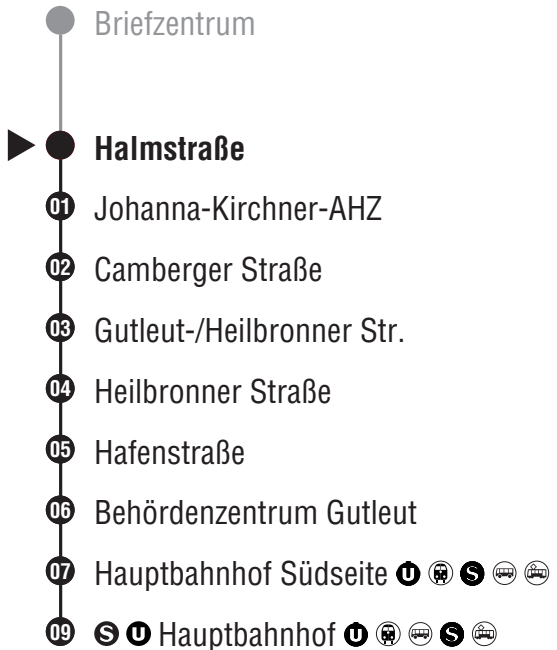 Briefzentrum
Halmstraße
01 Johanna-Kirchner-AHZ
02 Camberger Straße
03 Gutleut-/Heilbronner Str.
04 Heilbronner Straße
05 Hafenstraße
06 Behördenzentrum Gutleut
07 Hauptbahnhof Südseite U S
09 S U Hauptbahnhof U S